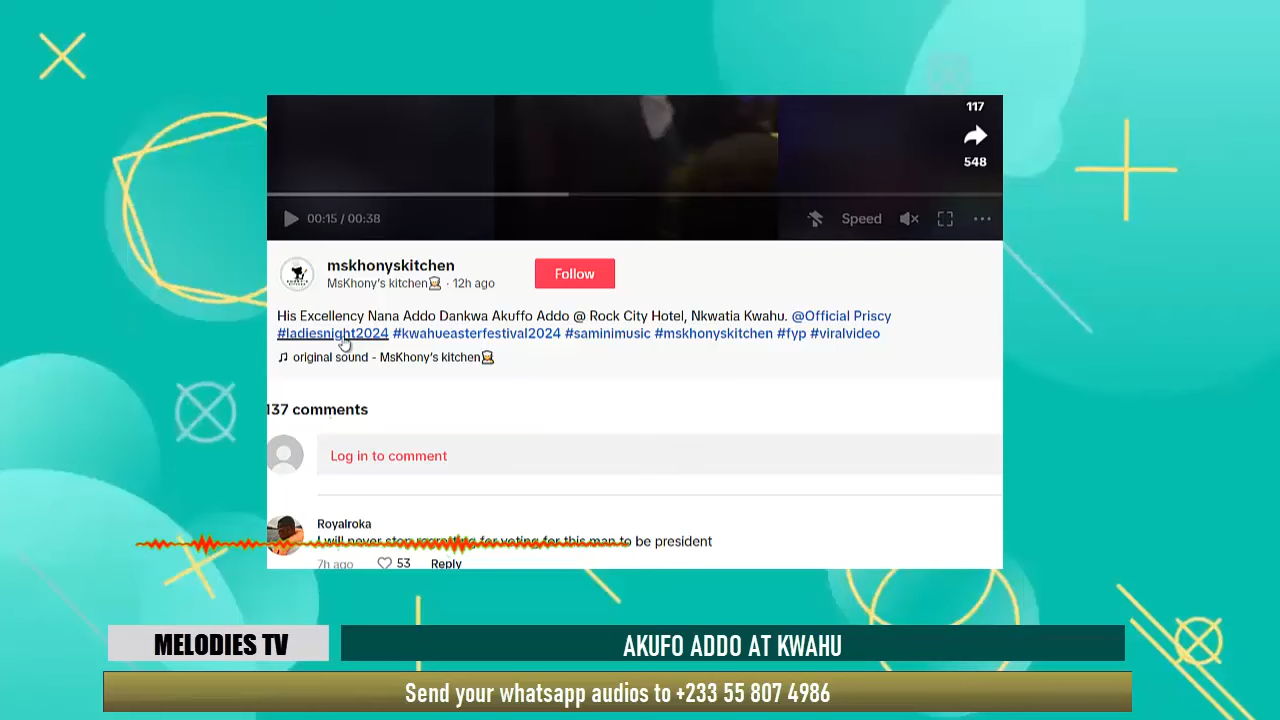 117
548
00:15 / 00:38
Speed
mskhonyskitchen
MsKhony's kitchen👩‍🍳 · 12h ago
Follow
His Excellency Nana Addo Dankwa Akuffo Addo @ Rock City Hotel, Nkwatia Kwahu. @Official Priscy
#ladiesnight2024 #kwahueasterfestival2024 #saminimusic #mskhonyskitchen #fyp #viralvideo
♫ original sound - MsKhony's kitchen👩‍🍳
137 comments
Log in to comment
Royalroka
I will never stop regretting for voting for this man to be president
7h ago
53
Reply
MELODIES TV
AKUFO ADDO AT KWAHU
Send your whatsapp audios to +233 55 807 4986